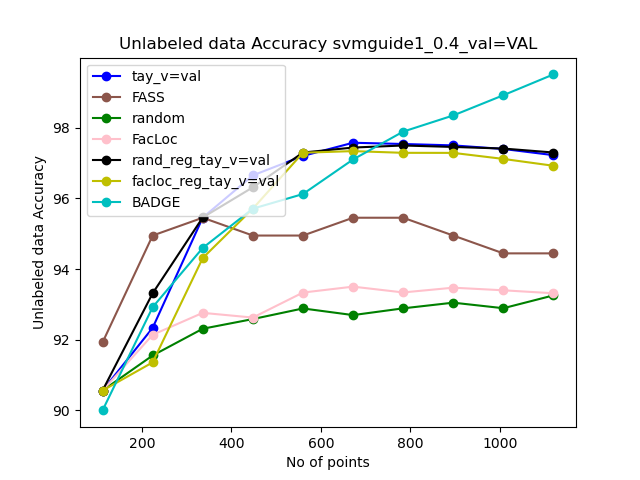 Unlabeled data Accuracy svmguide1_0.4_val=VAL
tay_v=val
FASS
random
FacLoc
rand_reg_tay_v=val
facloc_reg_tay_v=val
BADGE
Unlabeled data Accuracy
98
96
94
92
90
200 400 600 800 1000
No of points